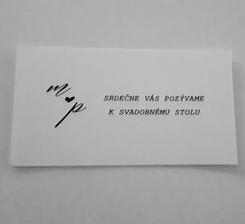 m
p
SRDEČNE VÁS POZÝVAME
K SVADOBNÉMU STOLU